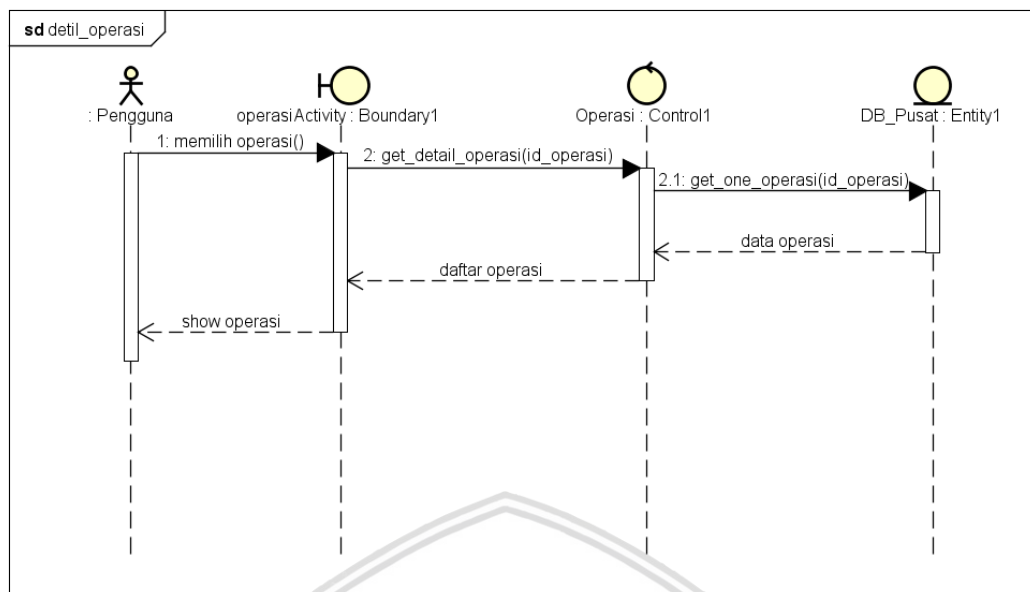 sd detil_operasi
: Pengguna
operasiActivity : Boundary1
Operasi : Control1
DB_Pusat : Entity1
1: memilih operasi()
2: get_detail_operasi(id_operasi)
2.1: get_one_operasi(id_operasi)
data operasi
daftar operasi
show operasi